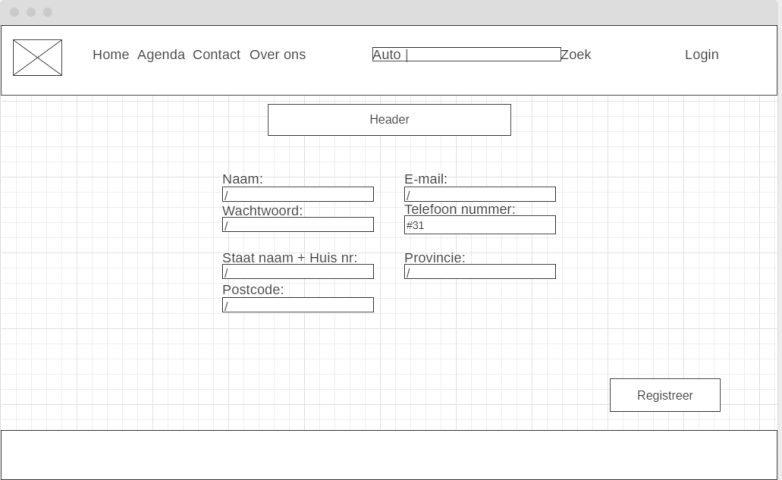 Home Agenda Contact Over ons Auto | Zoek Login
Header
Naam: E-mail:
/ /
Wachtwoord: Telefoon nummer:
/ #31
Staat naam + Huis nr: Provincie:
/ /
Postcode:
/
Registreer